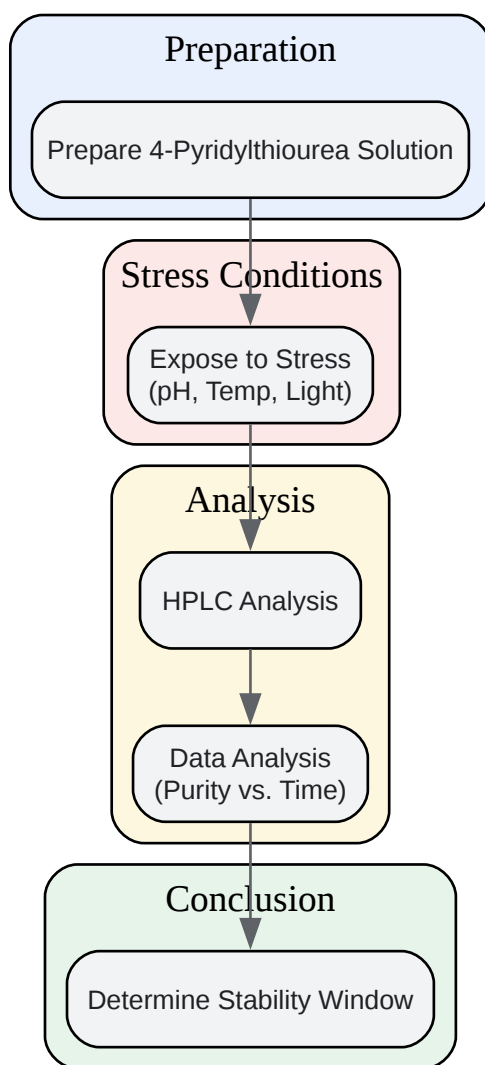 Preparation
Prepare 4-Pyridylthiourea Solution
Stress Conditions
Expose to Stress
(pH, Temp, Light)
Analysis
HPLC Analysis
Data Analysis
(Purity vs. Time)
Conclusion
Determine Stability Window